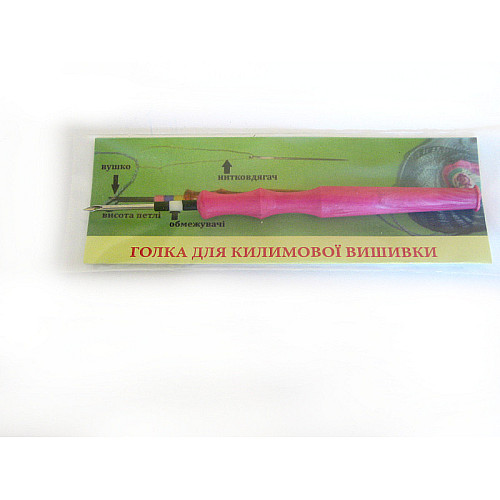 вушко
нитковдягач
висота петлі
обмежувачі
ГОЛКА ДЛЯ КИЛИМОВОЇ ВИШИВКИ